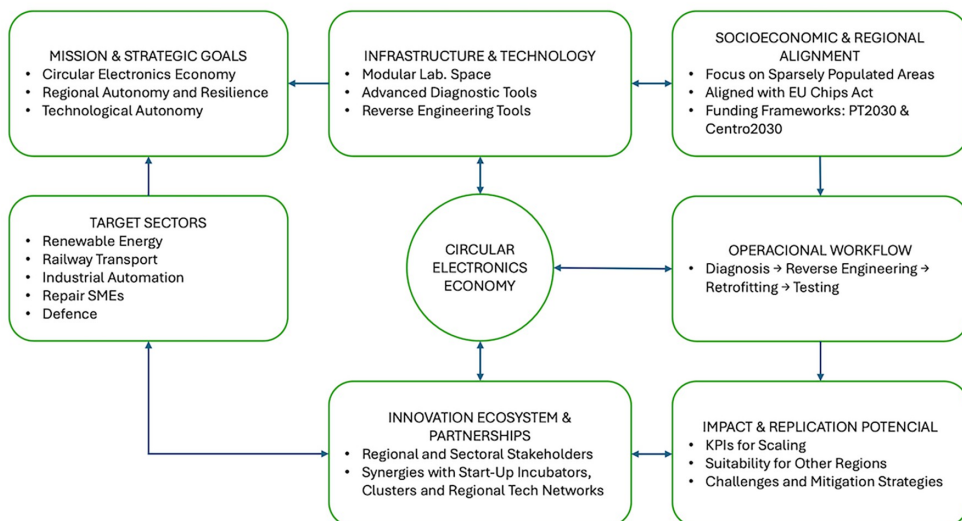 MISSION & STRATEGIC GOALS
• Circular Electronics Economy
• Regional Autonomy and Resilience
• Technological Autonomy
INFRASTRUCTURE & TECHNOLOGY
• Modular Lab. Space
• Advanced Diagnostic Tools
• Reverse Engineering Tools
SOCIOECONOMIC & REGIONAL
ALIGNMENT
• Focus on Sparsely Populated Areas
• Aligned with EU Chips Act
• Funding Frameworks: PT2030 &
Centro2030
TARGET SECTORS
• Renewable Energy
• Railway Transport
• Industrial Automation
• Repair SMEs
• Defence
CIRCULAR
ELECTRONICS
ECONOMY
OPERACIONAL WORKFLOW
• Diagnosis → Reverse Engineering →
Retrofitting → Testing
INNOVATION ECOSYSTEM &
PARTNERSHIPS
• Regional and Sectoral Stakeholders
• Synergies with Start-Up Incubators,
Clusters and Regional Tech Networks
IMPACT & REPLICATION POTENCIAL
• KPIs for Scaling
• Suitability for Other Regions
• Challenges and Mitigation Strategies